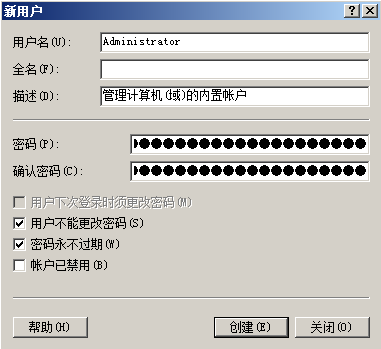 新用户
用户名(U): Administrator
全名(F):
描述(D): 管理计算机(域)的内置帐户
密码(P): ●●●●●●●●●●●●●●●●●●
确认密码(C): ●●●●●●●●●●●●●●●●●●
用户下次登录时须更改密码(M)
用户不能更改密码(S)
密码永不过期(W)
帐户已禁用(B)
帮助(H) 创建(E) 关闭(O)